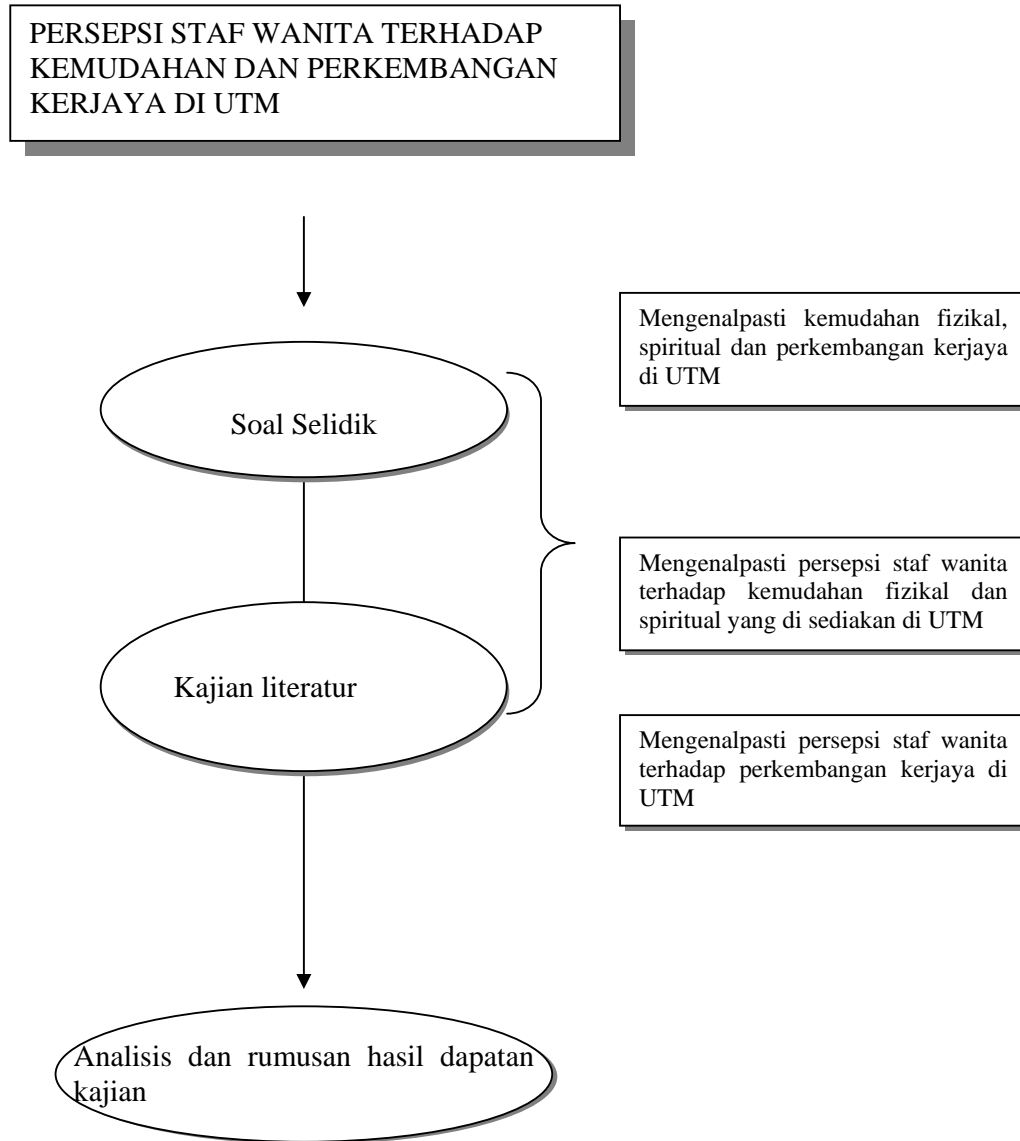 PERSEPSI STAF WANITA TERHADAP
KEMUDAHAN DAN PERKEMBANGAN
KERJAYA DI UTM
Soal Selidik
Kajian literatur
Mengenalpasti kemudahan fizikal,
spiritual dan perkembangan kerjaya
di UTM
Mengenalpasti persepsi staf wanita
terhadap kemudahan fizikal dan
spiritual yang di sediakan di UTM
Mengenalpasti persepsi staf wanita
terhadap perkembangan kerjaya di
UTM
Analisis dan rumusan hasil dapatan
kajian